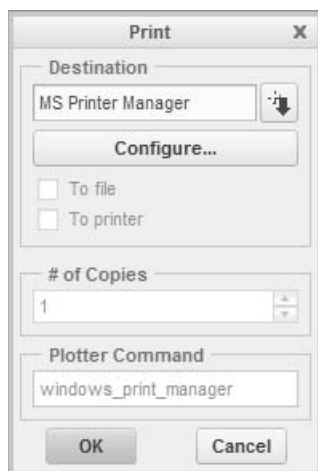 Print
Destination
MS Printer Manager
Configure...
To file
To printer
# of Copies
1
Plotter Command
windows_print_manager
OK
Cancel